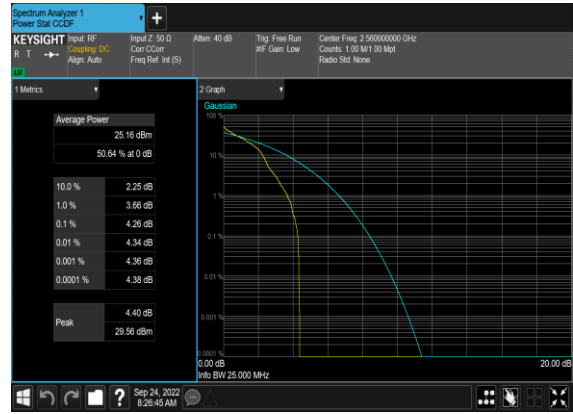 Spectrum Analyzer 1
Power Stat CCDF
+
KEYSIGHT
R T
LW
Input: RF
Coupling: DC
Align: Auto
Input Z: 50 Ω
Corr CCorr
Freq Ref: Int (S)
Atten: 40 dB
Trig: Free Run
#IF Gain: Low
Center Freq: 2.560000000 GHz
Counts: 1.00 M/1.00 Mpt
Radio Std: None
1 Metrics
Average Power
25.16 dBm
50.64 % at 0 dB
10.0 % 2.25 dB
1.0 % 3.66 dB
0.1 % 4.26 dB
0.01 % 4.34 dB
0.001 % 4.36 dB
0.0001 % 4.38 dB
Peak
4.40 dB
29.56 dBm
2 Graph
Gaussian
100 %
10 %
1 %
0.1 %
0.01 %
0.001 %
0.0001 %
0.00 dB
20.00 dB
Info BW 25.000 MHz
?
Sep 24, 2022
8:26:45 AM